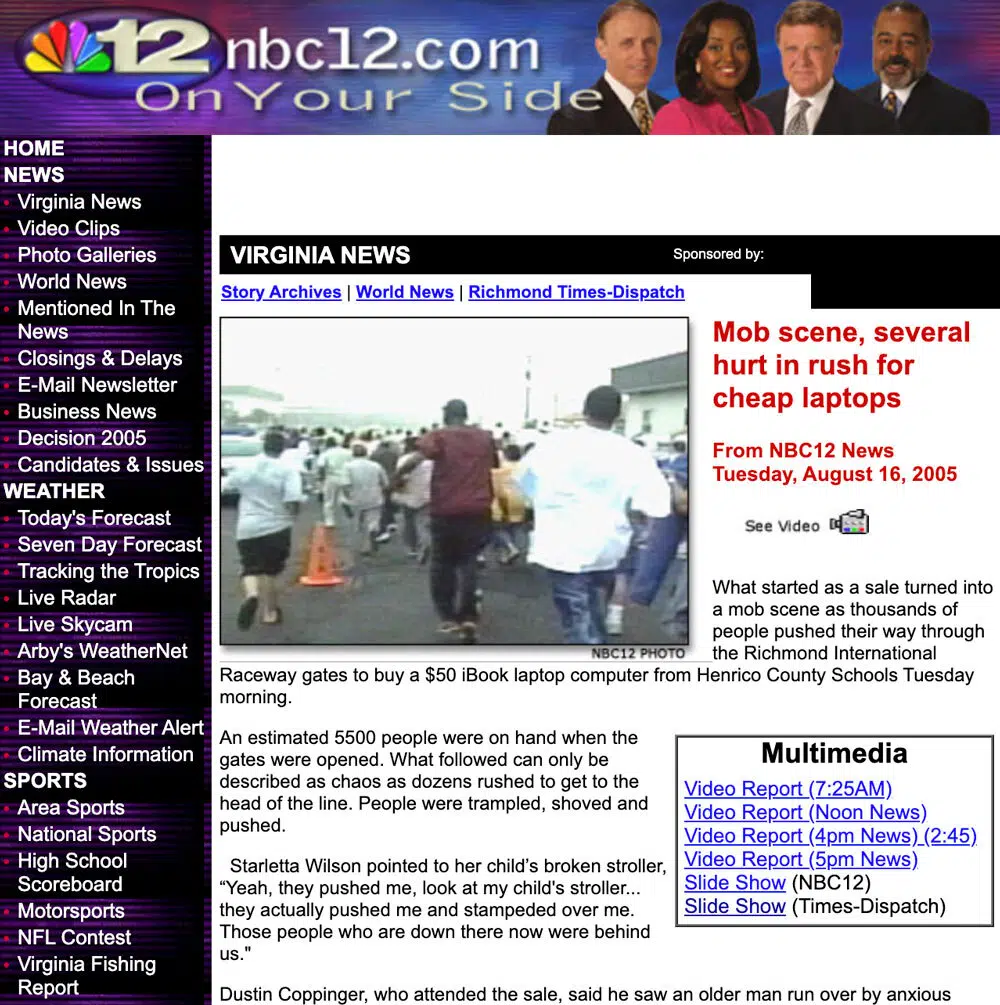 12 nbc12.com
On Your Side
HOME
NEWS
Virginia News
Video Clips
Photo Galleries
World News
Mentioned In The
News
Closings & Delays
E-Mail Newsletter
Business News
Decision 2005
Candidates & Issues
WEATHER
Today's Forecast
Seven Day Forecast
Tracking the Tropics
Live Radar
Live Skycam
Arby's WeatherNet
Bay & Beach
Forecast
E-Mail Weather Alert
Climate Information
SPORTS
Area Sports
National Sports
High School
Scoreboard
Motorsports
NFL Contest
Virginia Fishing
Report
VIRGINIA NEWS
Sponsored by:
Story Archives | World News | Richmond Times-Dispatch
NBC12 PHOTO
Mob scene, several
hurt in rush for
cheap laptops
From NBC12 News
Tuesday, August 16, 2005
See Video
What started as a sale turned into
a mob scene as thousands of
people pushed their way through
the Richmond International
Raceway gates to buy a $50 iBook laptop computer from Henrico County Schools Tuesday
morning.
An estimated 5500 people were on hand when the
gates were opened. What followed can only be
described as chaos as dozens rushed to get to the
head of the line. People were trampled, shoved and
pushed.
Starletta Wilson pointed to her child’s broken stroller,
“Yeah, they pushed me, look at my child's stroller...
they actually pushed me and stampeded over me.
Those people who are down there now were behind
us."
Multimedia
Video Report (7:25AM)
Video Report (Noon News)
Video Report (4pm News) (2:45)
Video Report (5pm News)
Slide Show (NBC12)
Slide Show (Times-Dispatch)
Dustin Coppinger, who attended the sale, said he saw an older man run over by anxious